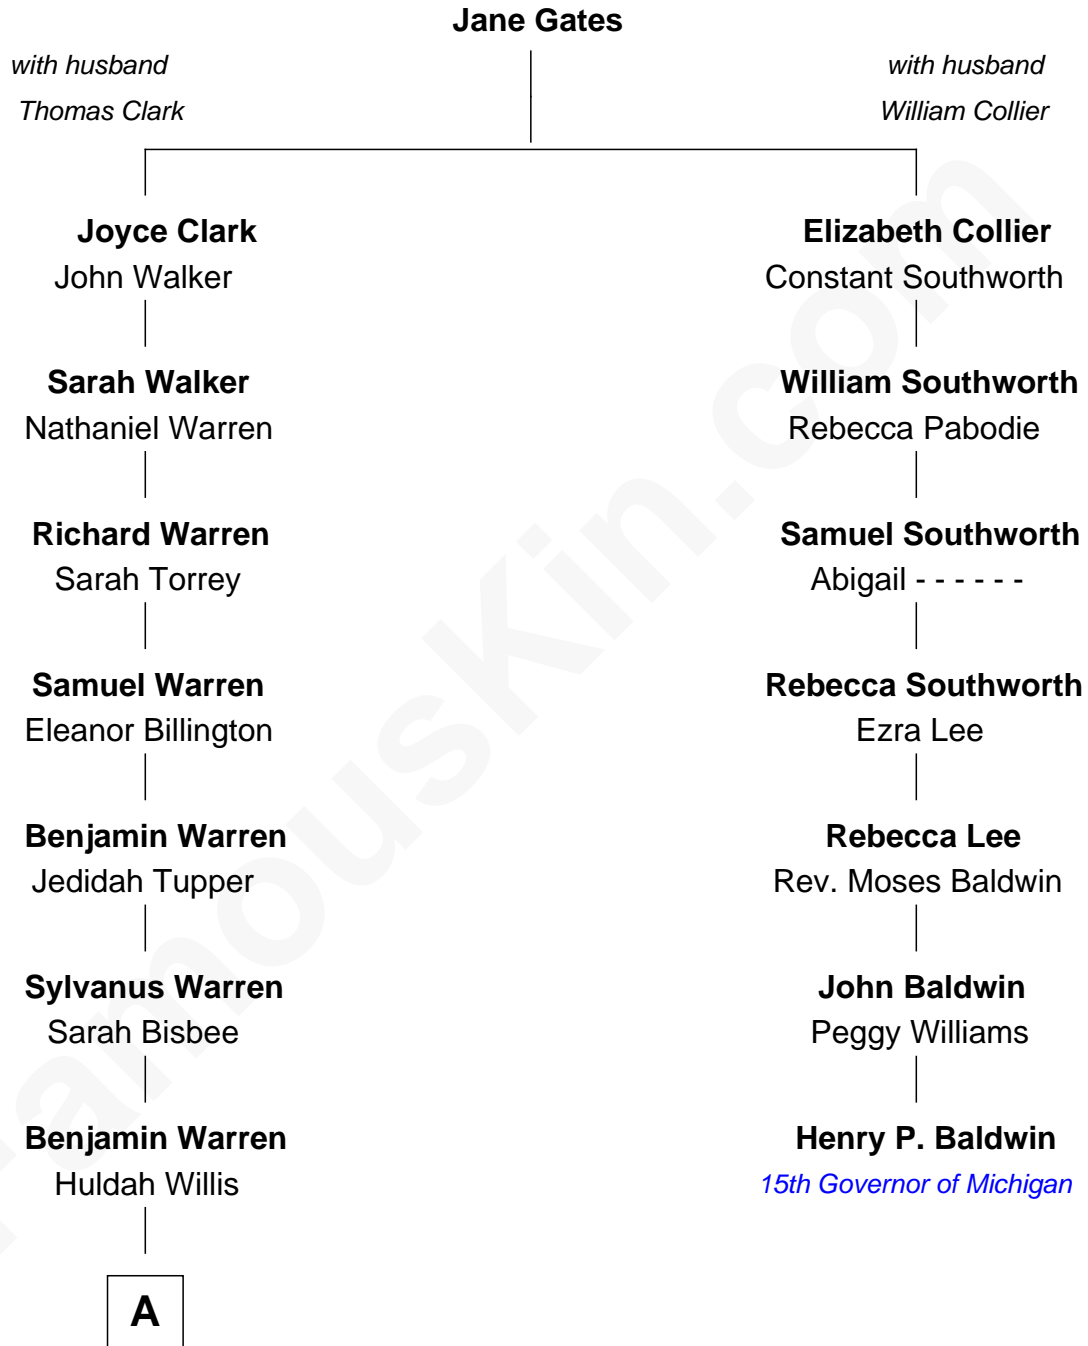 Jane Gates
with husband
Thomas Clark
with husband
William Collier
Joyce Clark
John Walker
Sarah Walker
Nathaniel Warren
Richard Warren
Sarah Torrey
Samuel Warren
Eleanor Billington
Benjamin Warren
Jedidah Tupper
Sylvanus Warren
Sarah Bisbee
Benjamin Warren
Huldah Willis
A
Elizabeth Collier
Constant Southworth
William Southworth
Rebecca Pabodie
Samuel Southworth
Abigail - - - - - -
Rebecca Southworth
Ezra Lee
Rebecca Lee
Rev. Moses Baldwin
John Baldwin
Peggy Williams
Henry P. Baldwin
15th Governor of Michigan
FamousKin.com